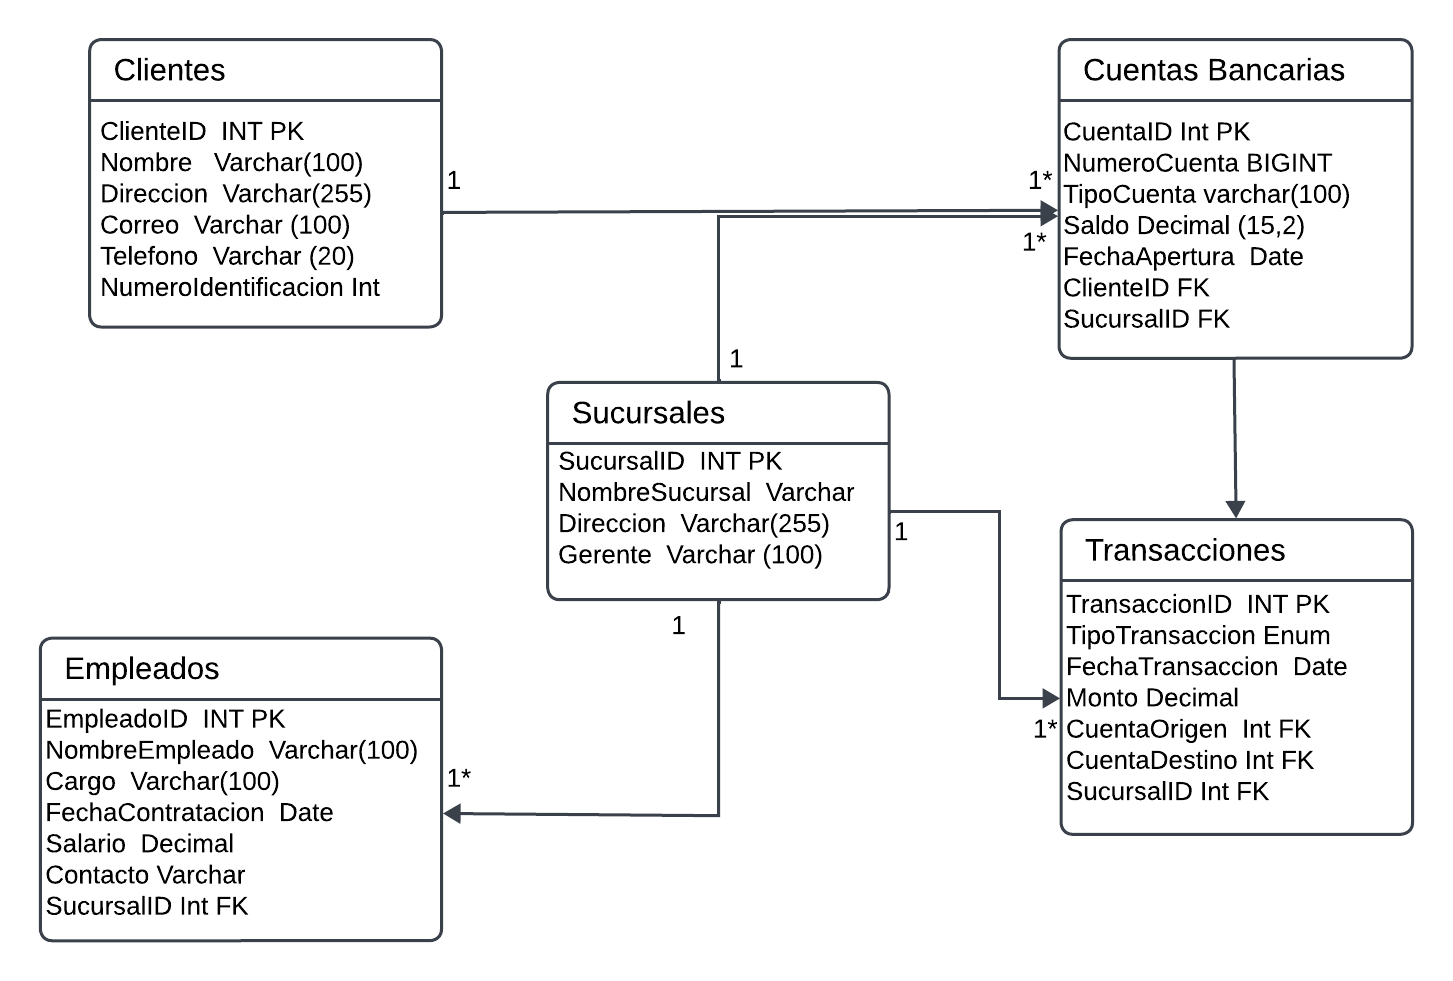 Clientes
ClienteID INT PK
Nombre Varchar(100)
Direccion Varchar(255)
Correo Varchar (100)
Telefono Varchar (20)
NumeroIdentificacion Int
1
1*
1*
Cuentas Bancarias
CuentaID Int PK
NumeroCuenta BIGINT
TipoCuenta varchar(100)
Saldo Decimal (15,2)
FechaApertura Date
ClienteID FK
SucursalID FK
1
Sucursales
SucursalID INT PK
NombreSucursal Varchar
Direccion Varchar(255)
Gerente Varchar (100)
1
1
Transacciones
TransaccionID INT PK
TipoTransaccion Enum
FechaTransaccion Date
Monto Decimal
CuentaOrigen Int FK
CuentaDestino Int FK
SucursalID Int FK
1*
Empleados
EmpleadoID INT PK
NombreEmpleado Varchar(100)
Cargo Varchar(100)
FechaContratacion Date
Salario Decimal
Contacto Varchar
SucursalID Int FK
1*